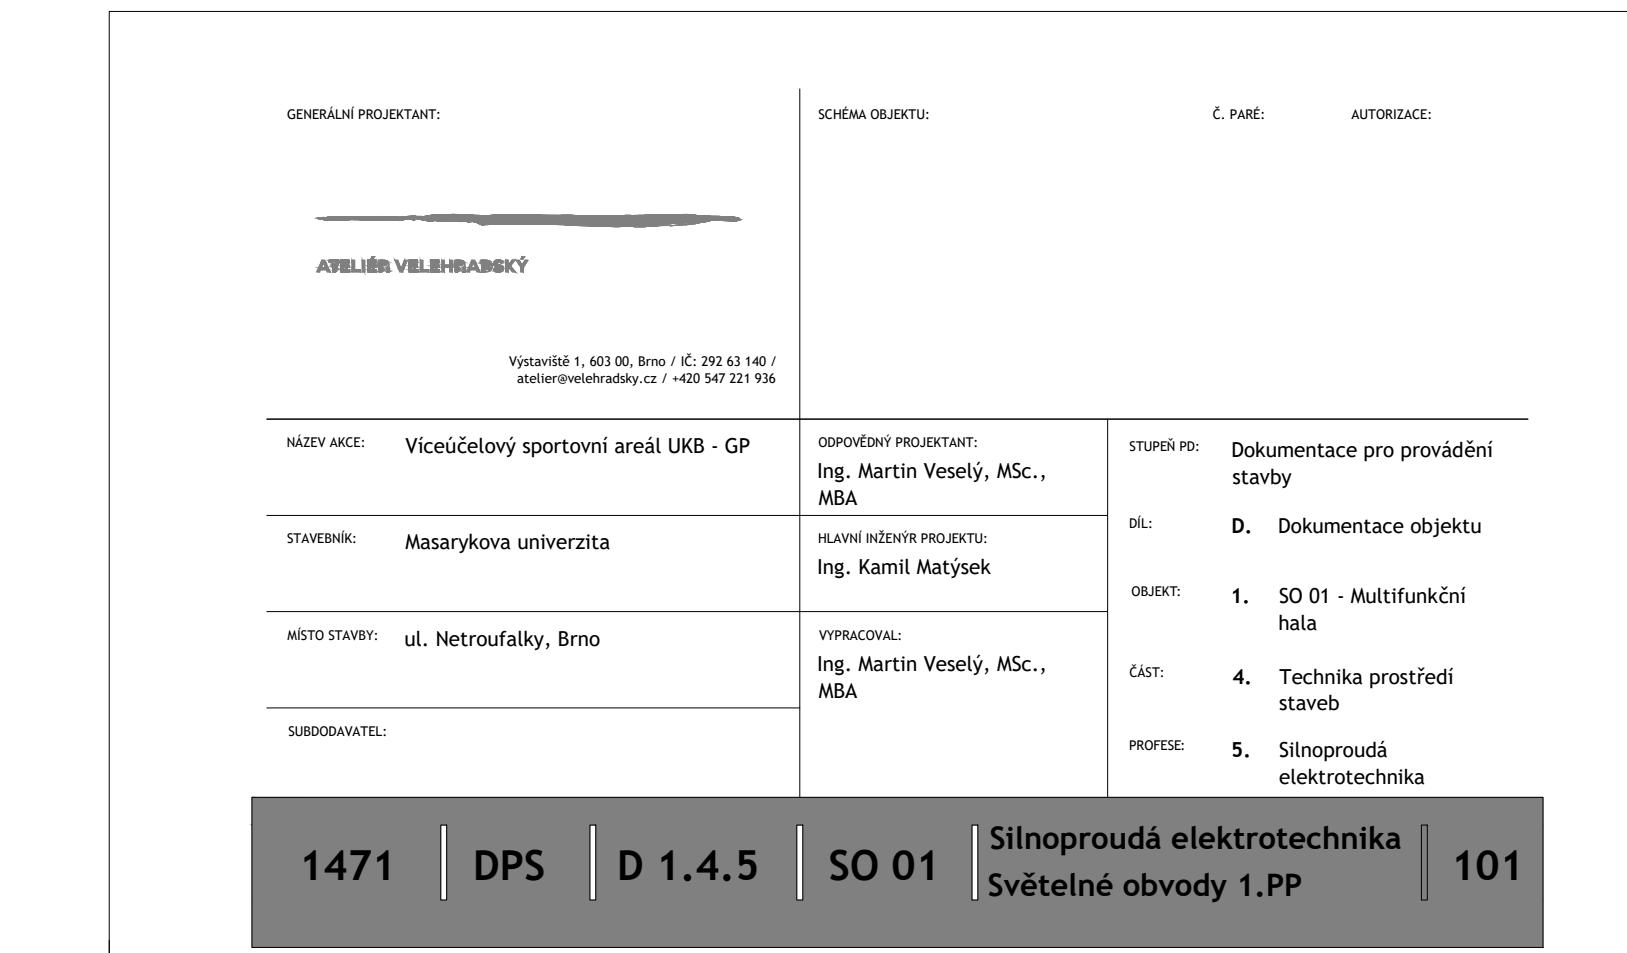 GENERÁLNÍ PROJEKTANT:
ATELIÉR VELEHRADSKÝ
Výstaviště 1, 603 00, Brno / IČ: 292 63 140 /
atelier@velehradsky.cz / +420 547 221 936
SCHÉMA OBJEKTU:
Č. PARÉ:
AUTORIZACE:
NÁZEV AKCE: Víceúčelový sportovní areál UKB - GP
STAVEBNÍK: Masarykova univerzita
MÍSTO STAVBY: ul. Netroufalky, Brno
SUBDODAVATEL:
ODPOVĚDNÝ PROJEKTANT:
Ing. Martin Veselý, MSc.,
MBA
HLAVNÍ INŽENÝR PROJEKTU:
Ing. Kamil Matýsek
VYPRACOVAL:
Ing. Martin Veselý, MSc.,
MBA
STUPEŇ PD: Dokumentace pro provádění
stavby
DÍL: D. Dokumentace objektu
OBJEKT: 1. SO 01 - Multifunkční
hala
ČÁST: 4. Technika prostředí
staveb
PROFESE: 5. Silnoproudá
elektrotechnika
1471
DPS
D 1.4.5
SO 01
Silnoproudá elektrotechnika
Světelné obvody 1.PP
101